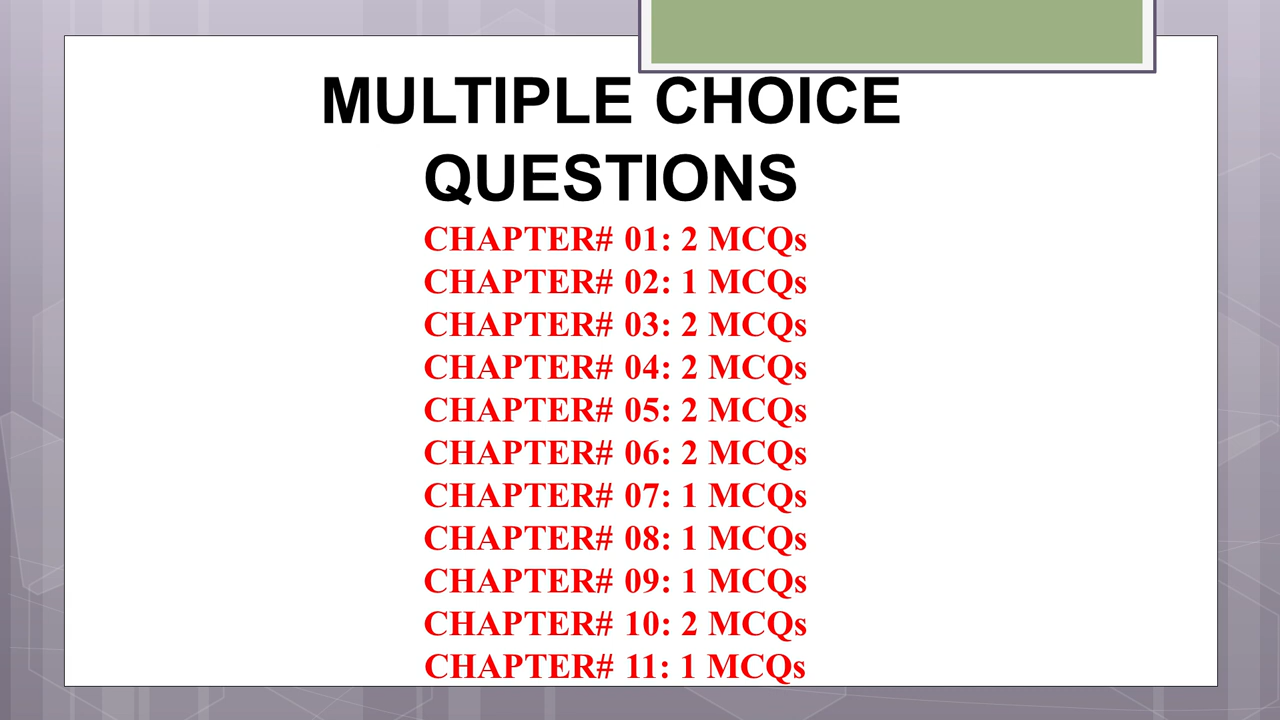 MULTIPLE CHOICE
QUESTIONS
CHAPTER# 01: 2 MCQs
CHAPTER# 02: 1 MCQs
CHAPTER# 03: 2 MCQs
CHAPTER# 04: 2 MCQs
CHAPTER# 05: 2 MCQs
CHAPTER# 06: 2 MCQs
CHAPTER# 07: 1 MCQs
CHAPTER# 08: 1 MCQs
CHAPTER# 09: 1 MCQs
CHAPTER# 10: 2 MCQs
CHAPTER# 11: 1 MCQs